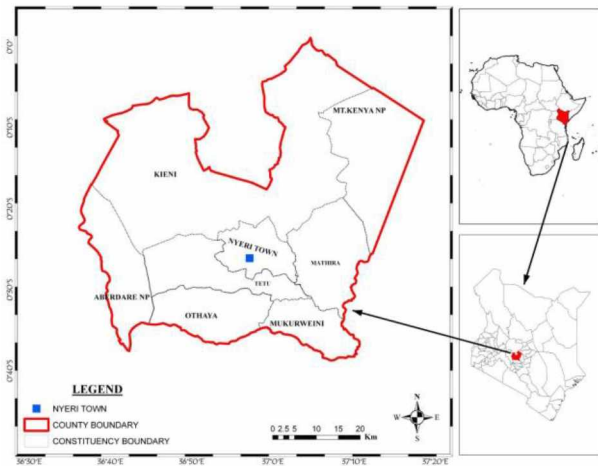 0°0'
0°10'S
0°20'S
0°50'S
0°40'S
MT.KENYA NP
KIENI
NYERI TOWN
MATHIRA
TETU
ABERDARE NP
OTHAYA
MUKURWEINI
LEGEND
NYERI TOWN
COUNTY BOUNDARY
CONSTITUENCY BOUNDARY
N
W E
S
0 2.5 5 10 15 20
Km
36°30'E 36°40'E 36°50'E 37°0'E 37°10'E 37°20'E